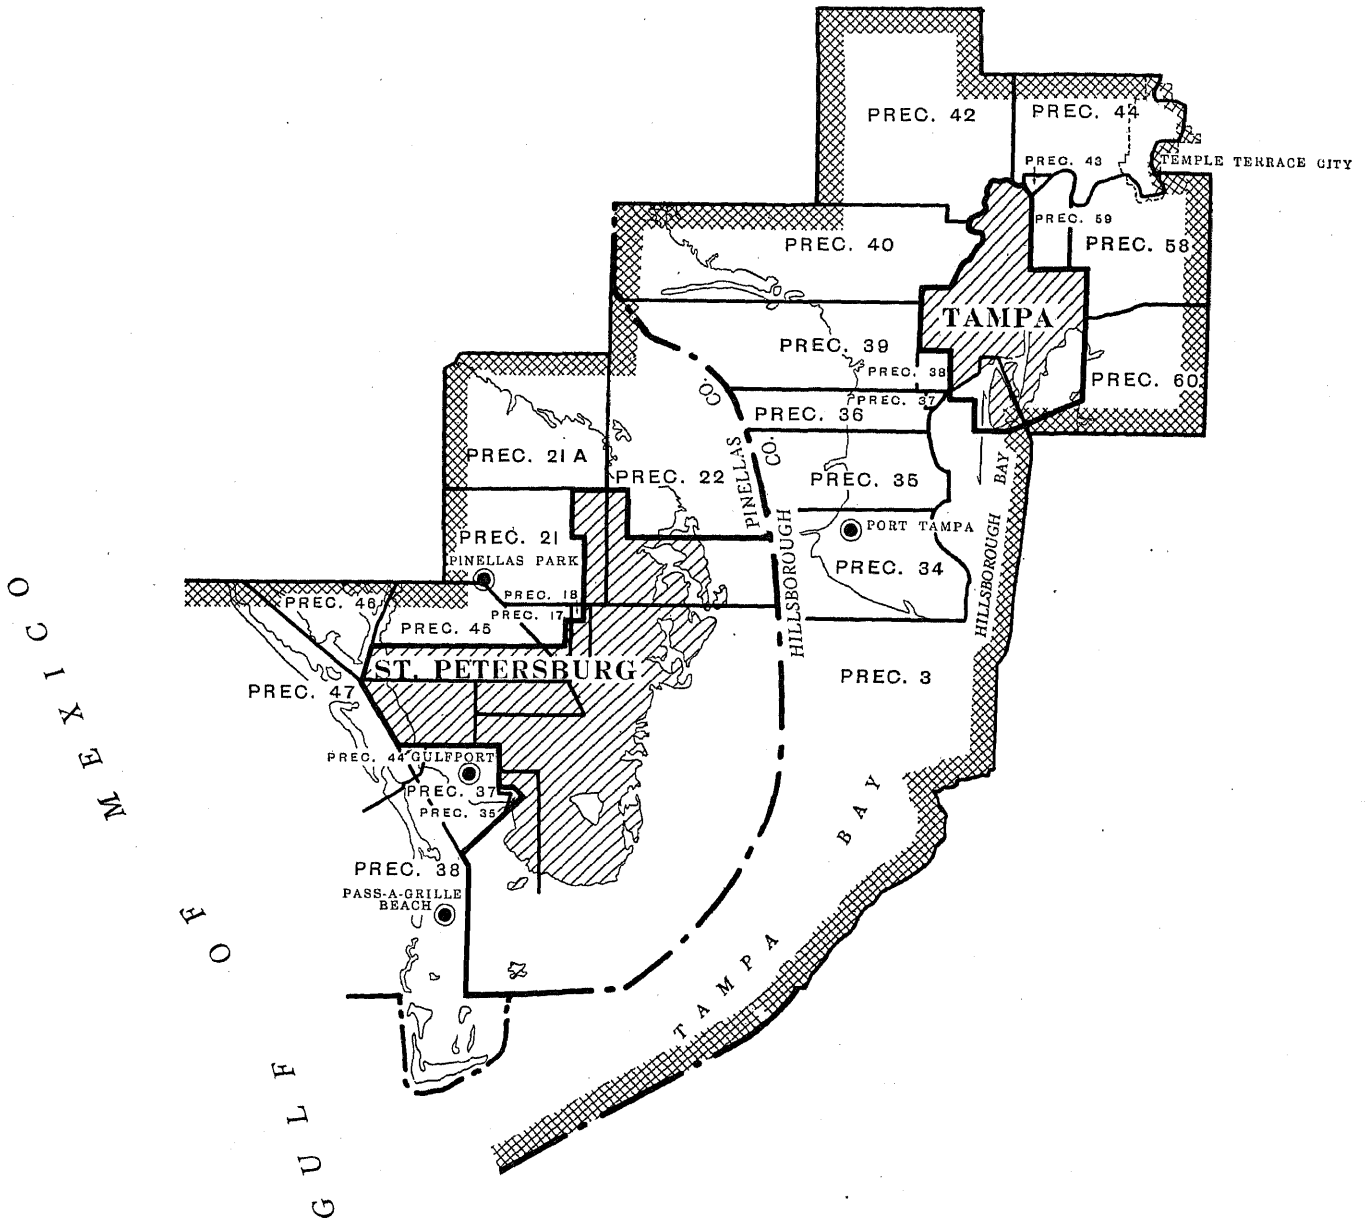 PREC. 42
PREC. 44
PREC. 43
TEMPLE TERRACE CITY
PREC. 59
PREC. 40
PREC. 58
TAMPA
PREC. 39
PREC. 38
PREC. 60
PREC. 37
PREC. 36
PINELLAS CO.
HILLSBOROUGH CO.
PREC. 21A
PREC. 22
PREC. 35
HILLSBOROUGH BAY
PORT TAMPA
PREC. 21
PINELLAS PARK
PREC. 34
PREC. 18
PREC. 46
PREC. 17
PREC. 45
ST. PETERSBURG
PREC. 3
PREC. 47
PREC. 44
GULFPORT
PREC. 37
PREC. 35
PREC. 38
PASS-A-GRILLE
BEACH
TAMPA BAY
GULF OF MEXICO